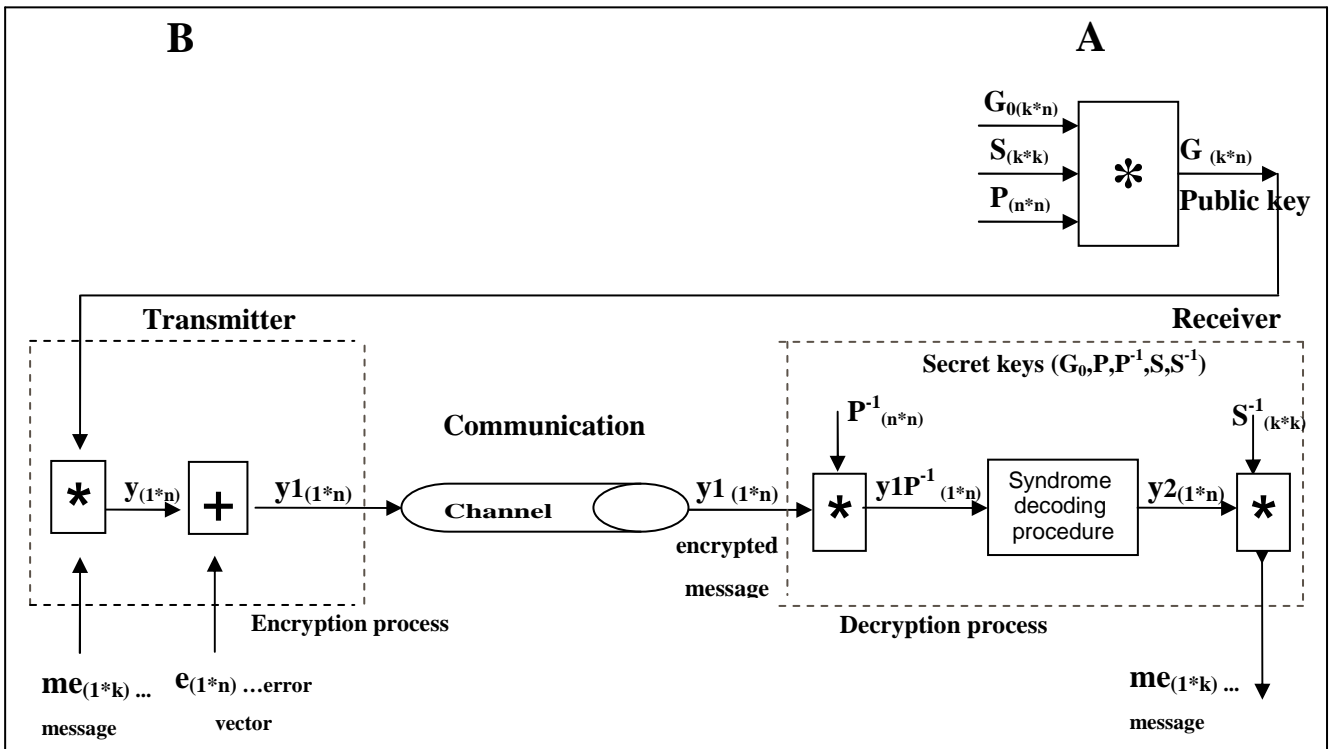 B
A
G0(k*n)
S(k*k)
P(n*n)
*
G (k*n)
Public key
Transmitter
Receiver
Secret keys (G0,P,P-1,S,S-1)
P-1(n*n)
S-1(k*k)
Communication
*
y(1*n)
+
y1(1*n)
Channel
y1 (1*n)
encrypted
message
*
y1P-1 (1*n)
Syndrome
decoding
procedure
y2(1*n)
*
Encryption process
Decryption process
me(1*k) ...
message
e(1*n) ...error
vector
me(1*k) ...
message